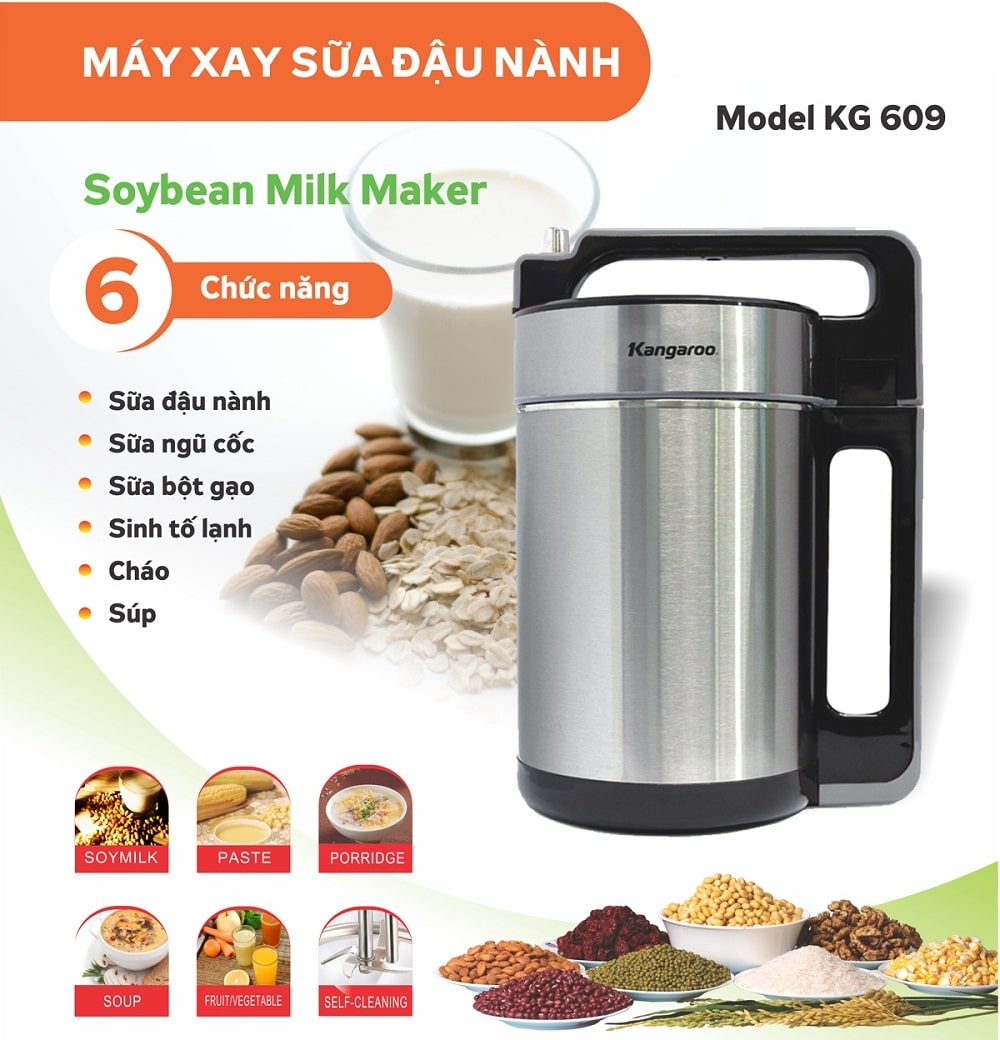 MÁY XAY SỮA ĐẬU NÀNH
Model KG 609
Soybean Milk Maker
6 Chức năng
Kangaroo
Sữa đậu nành
Sữa ngũ cốc
Sữa bột gạo
Sinh tố lạnh
Cháo
Súp
SOYMILK
PASTE
PORRIDGE
SOUP
FRUIT/VEGETABLE
SELF-CLEANING